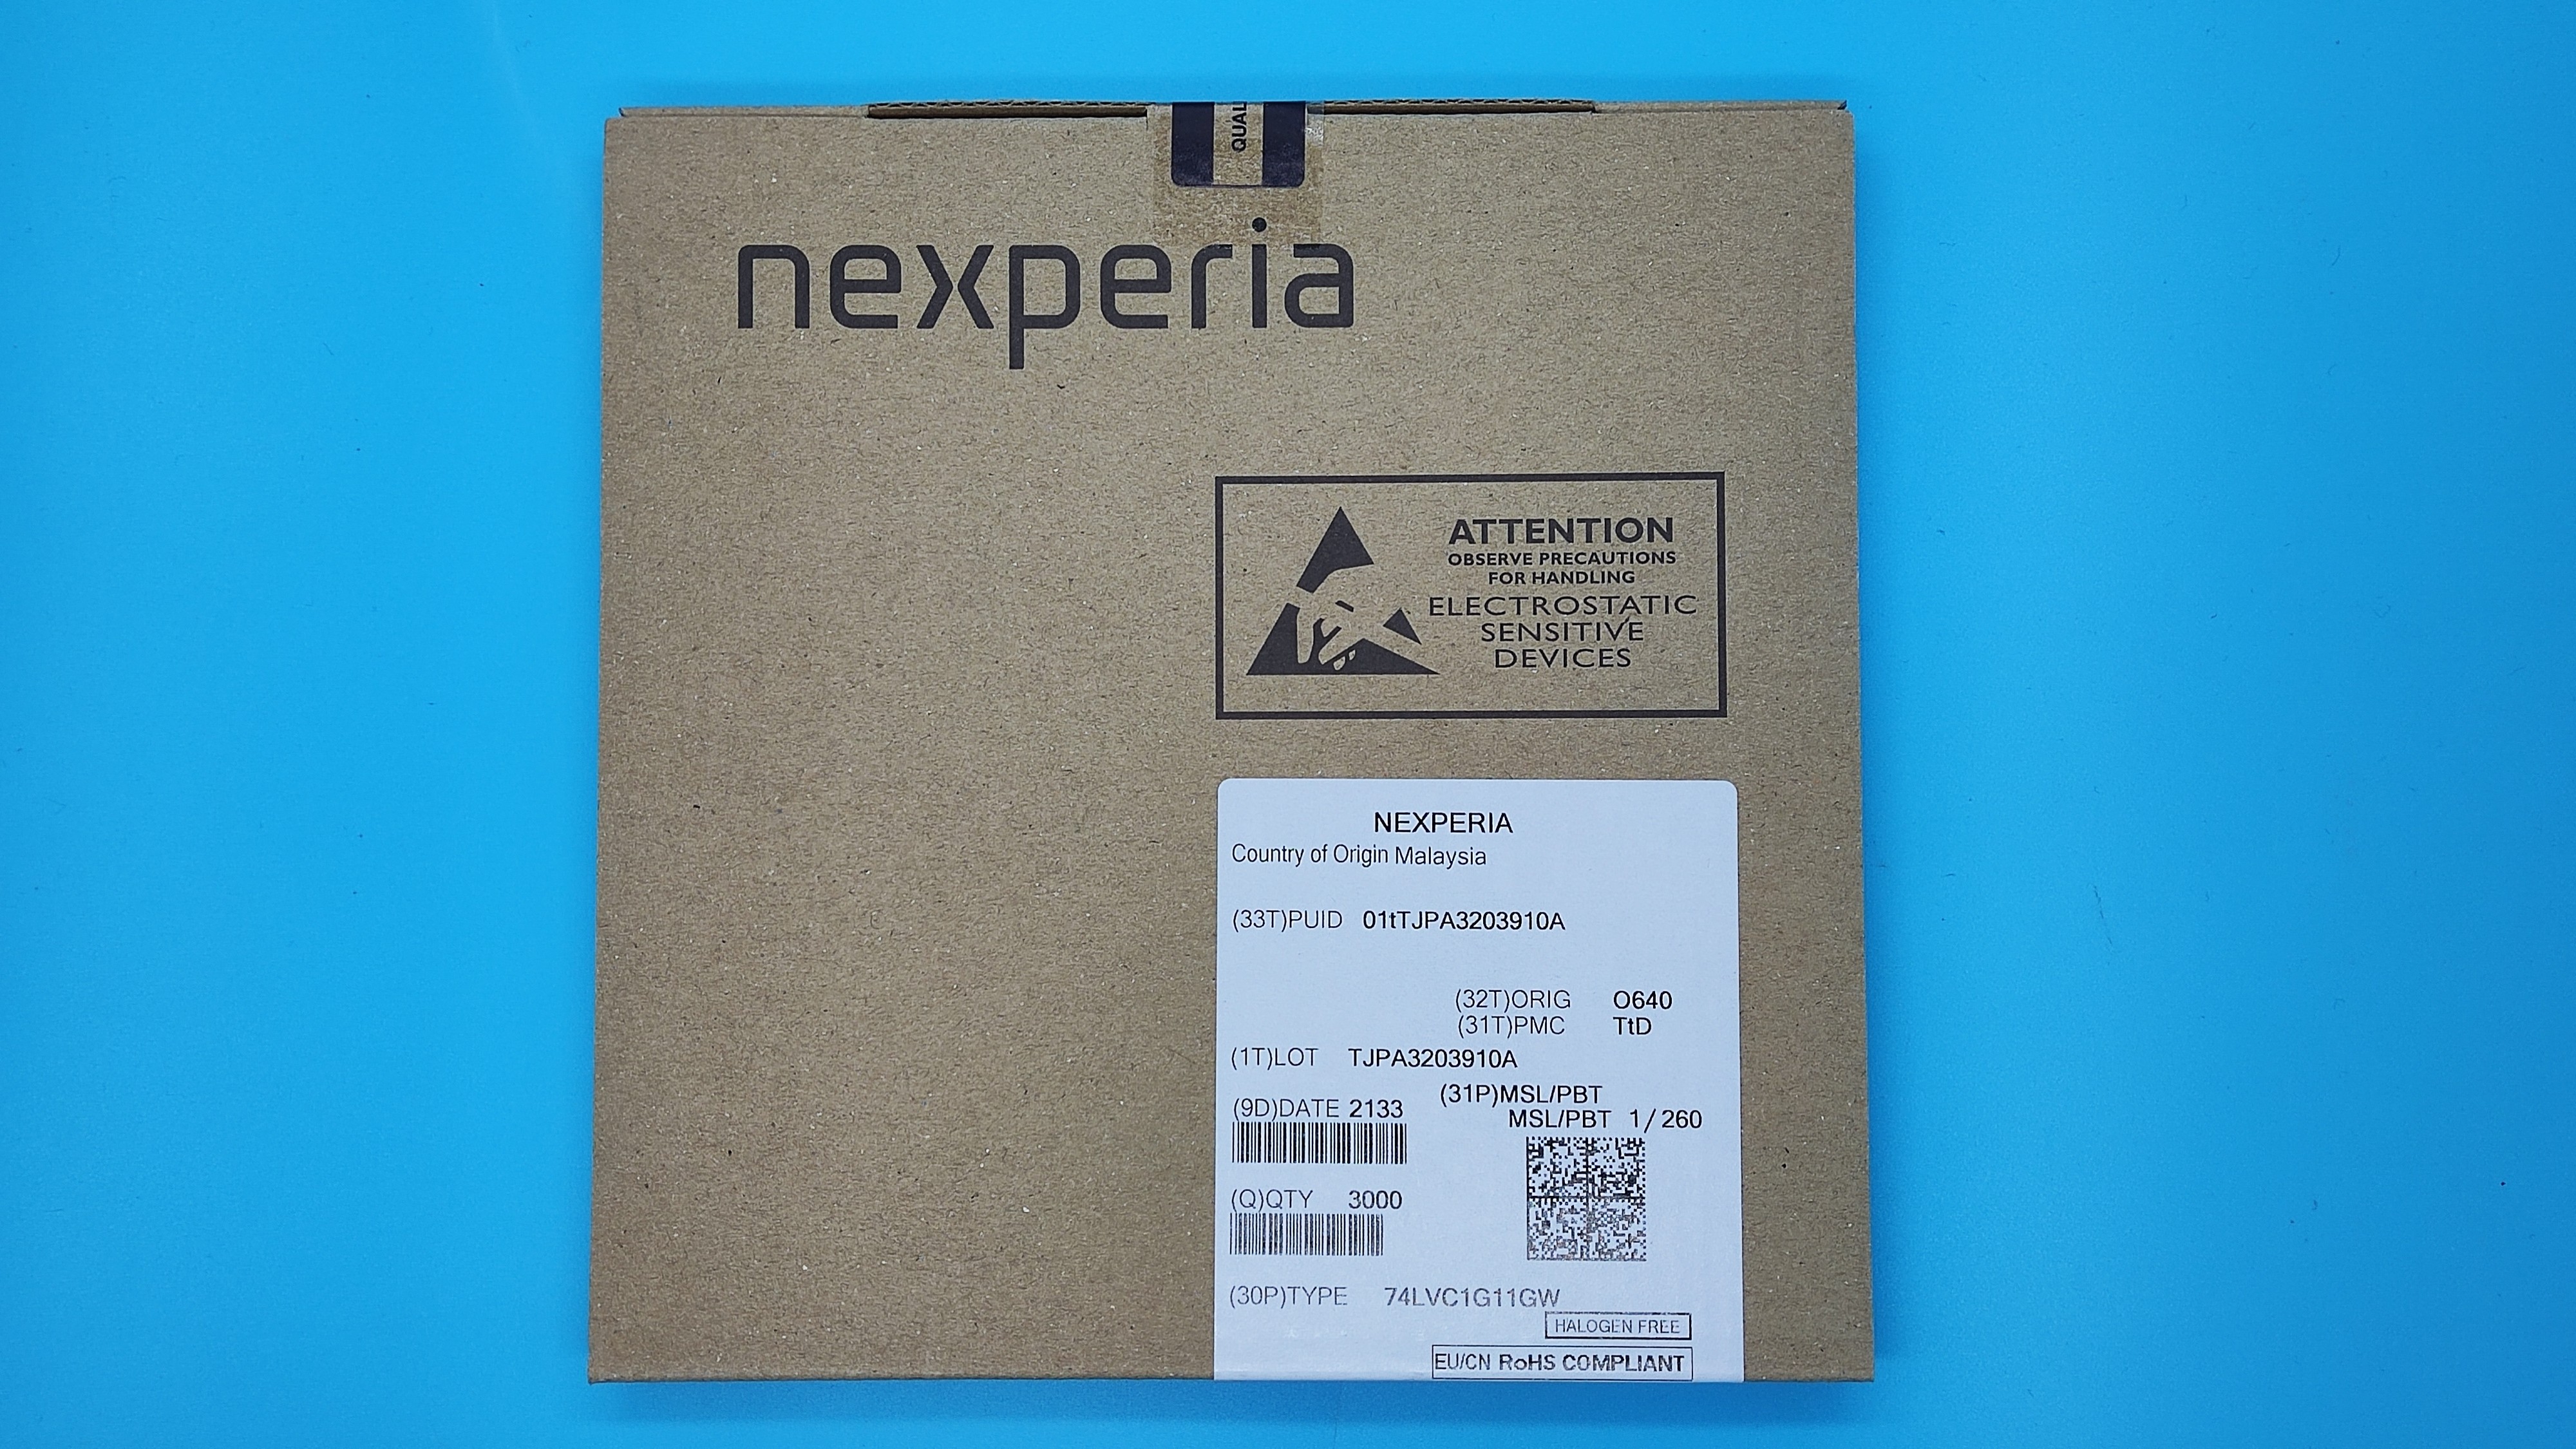 QUAL
nexperia
ATTENTION
OBSERVE PRECAUTIONS
FOR HANDLING
ELECTROSTATIC
SENSITIVE
DEVICES
NEXPERIA
Country of Origin Malaysia
(33T)PUID 01tTJPA3203910A
(32T)ORIG O640
(31T)PMC TtD
(1T)LOT TJPA3203910A
(31P)MSL/PBT
(9D)DATE 2133
MSL/PBT 1/260
(Q)QTY 3000
(30P)TYPE 74LVC1G11GW
HALOGEN FREE
EU/CN RoHS COMPLIANT